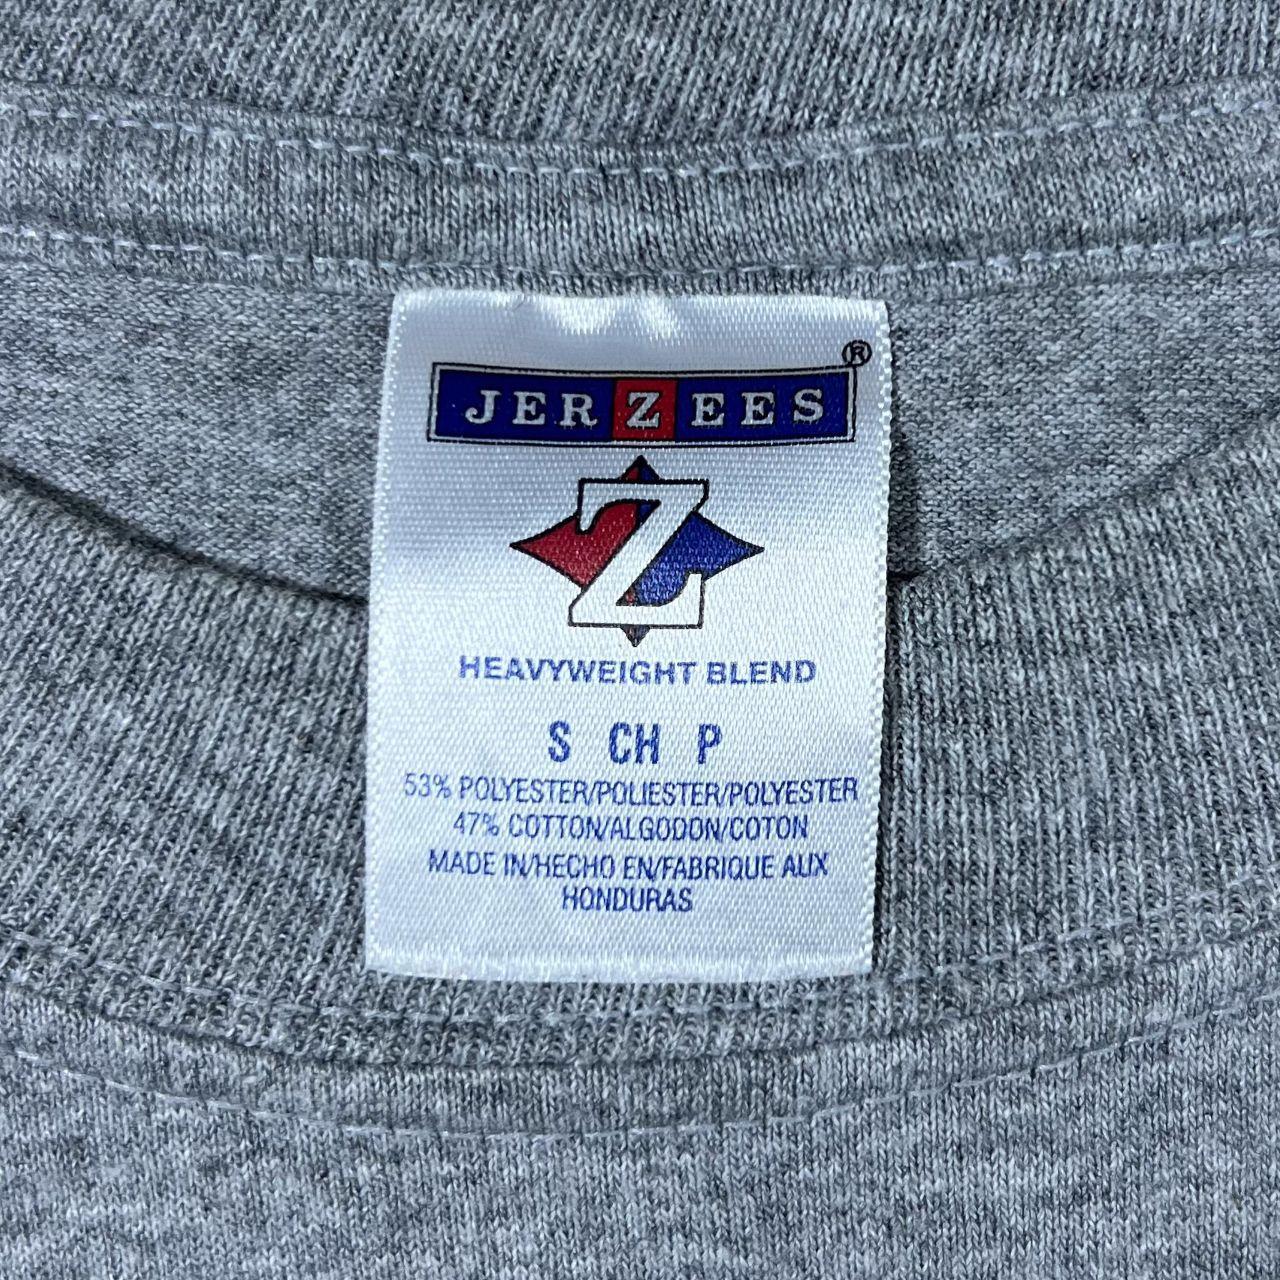 JERZEES®
Z
HEAVYWEIGHT BLEND
S CH P
53% POLYESTER/POLIESTER/POLYESTER
47% COTTON/ALGODON/COTON
MADE IN/HECHO EN/FABRIQUE AUX
HONDURAS